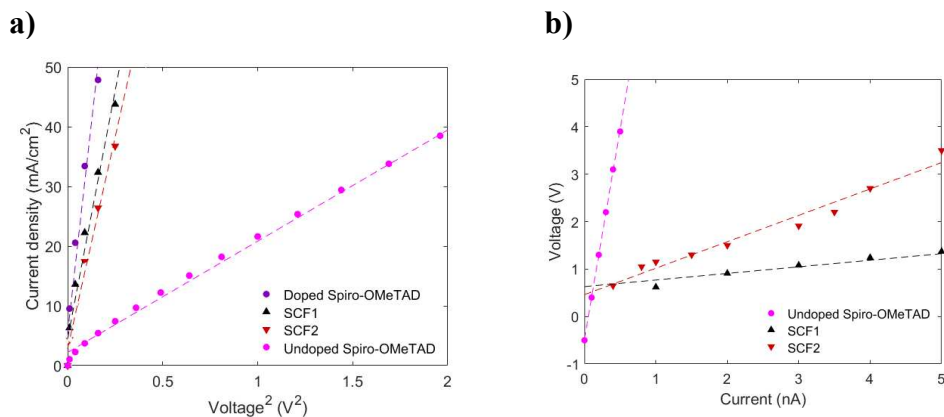 a)
50
40
30
20
10
0
Current density (mA/cm²)
0
0.5
1
1.5
2
Voltage² (V²)
Doped Spiro-OMeTAD
SCF1
SCF2
Undoped Spiro-OMeTAD
b)
5
4
3
2
1
0
-1
Voltage (V)
0
1
2
3
4
5
Current (nA)
Undoped Spiro-OMeTAD
SCF1
SCF2